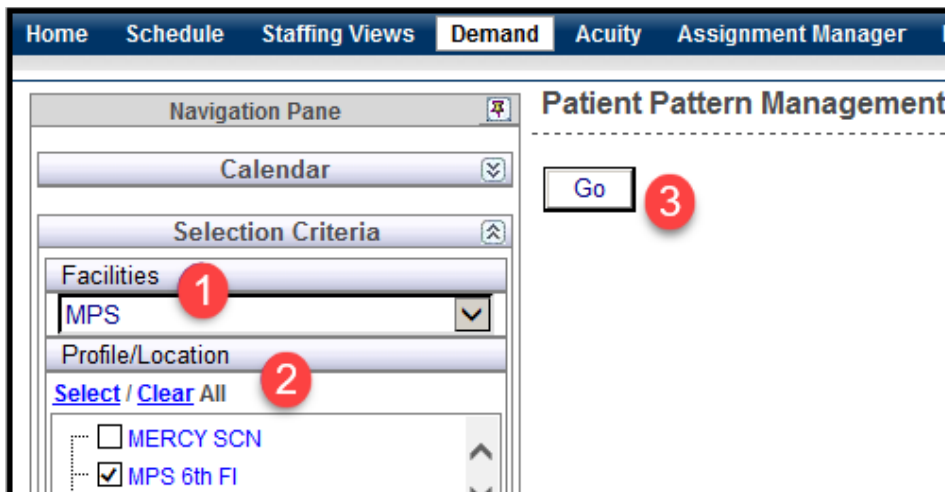 Home Schedule Staffing Views Demand Acuity Assignment Manager
Navigation Pane
Patient Pattern Management
Calendar
Go
3
Selection Criteria
Facilities
1
MPS
Profile/Location
2
Select / Clear All
MERCY SCN
MPS 6th Fl